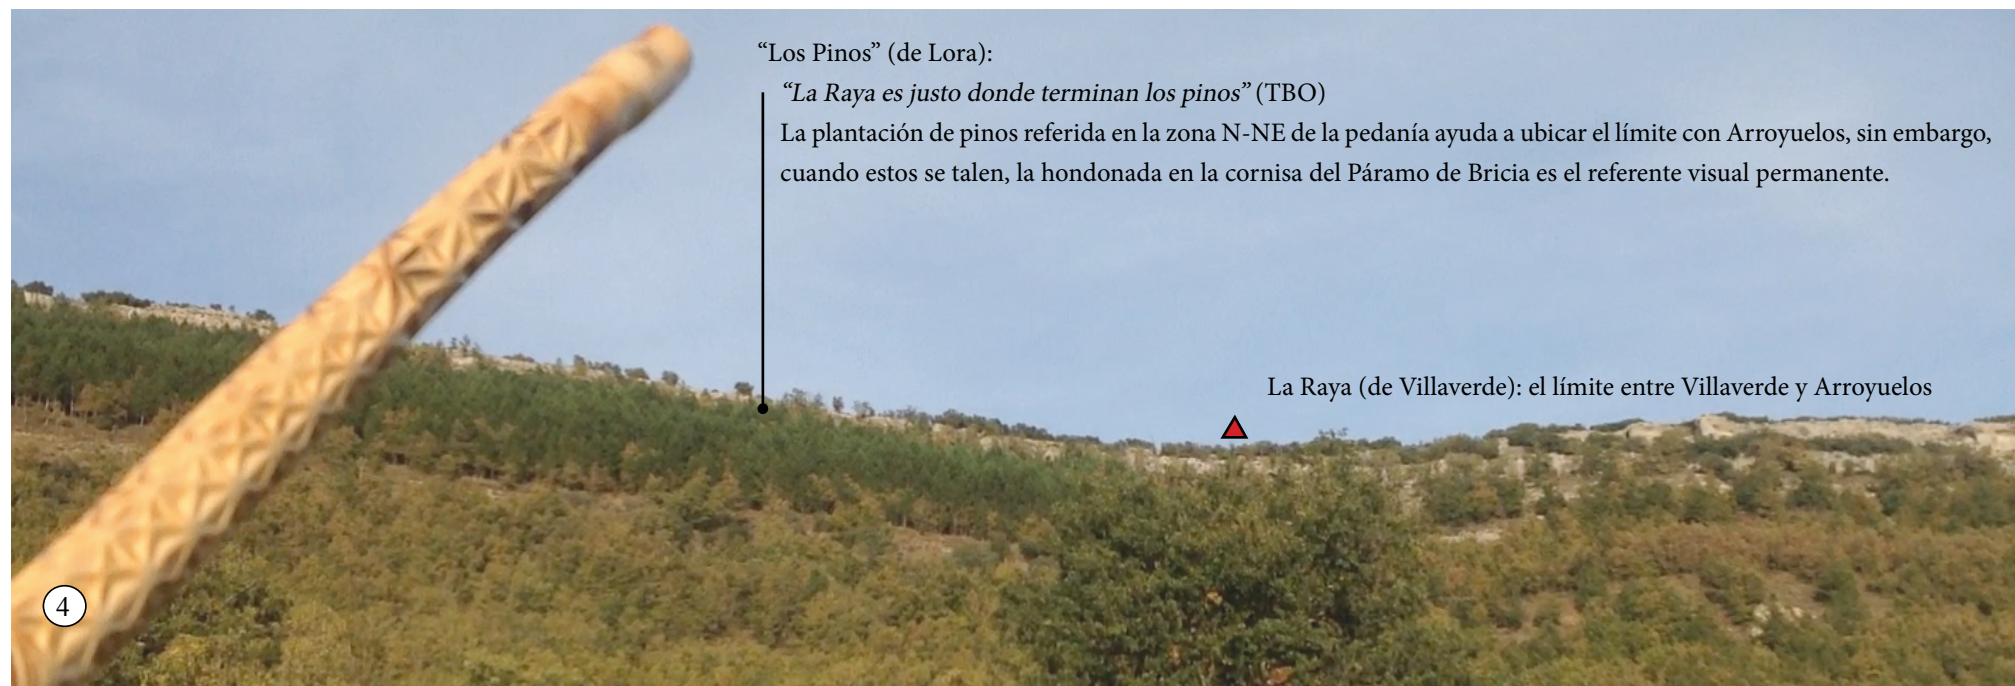 “Los Pinos” (de Lora):
“La Raya es justo donde terminan los pinos” (TBO)
La plantación de pinos referida en la zona N-NE de la pedanía ayuda a ubicar el límite con Arroyuelos, sin embargo,
cuando estos se talen, la hondonada en la cornisa del Páramo de Bricia es el referente visual permanente.
La Raya (de Villaverde): el límite entre Villaverde y Arroyuelos
4